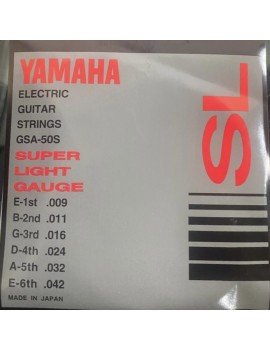 YAMAHA
ELECTRIC
GUITAR
STRINGS
GSA-50S
SUPER
LIGHT
GAUGE
E-1st .009
B-2nd .011
G-3rd .016
D-4th .024
A-5th .032
E-6th .042
MADE IN JAPAN
SL